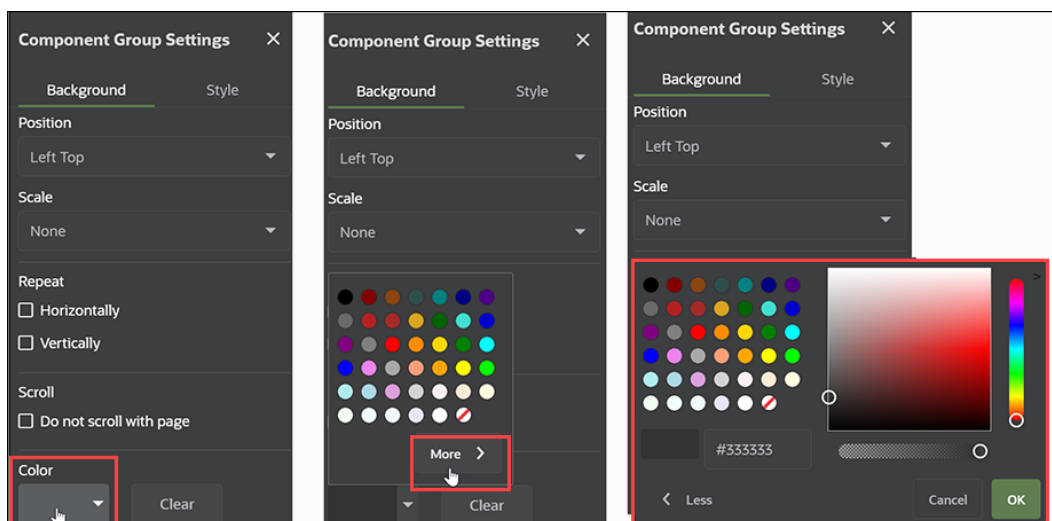 Component Group Settings
Background Style
Position
Left Top
Scale
None
Repeat
Horizontally
Vertically
Scroll
Do not scroll with page
Color
Clear
Component Group Settings
Background Style
Position
Left Top
Scale
None
More
Clear
Component Group Settings
Background Style
Position
Left Top
Scale
None
#333333
Less Cancel OK